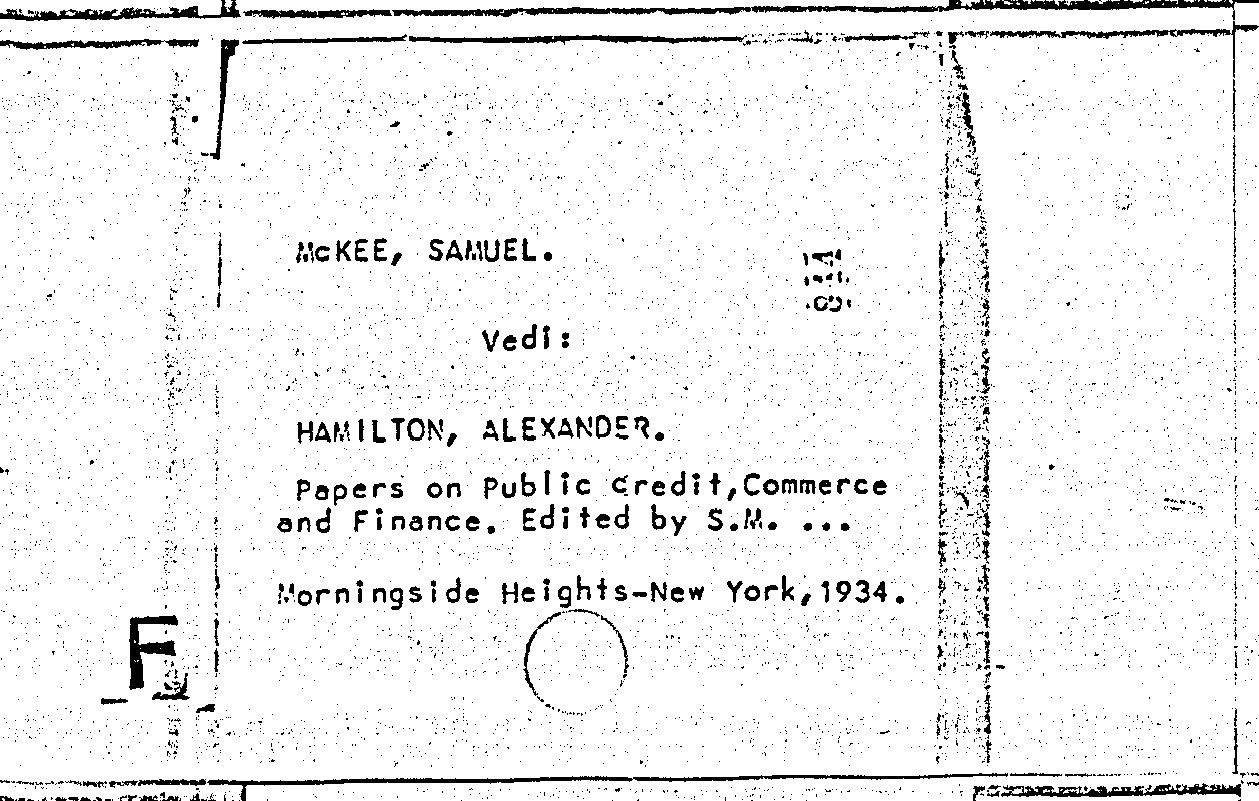 McKEE, SAMUEL.
Vedi:
HAMILTON, ALEXANDER.
Papers on Public Credit,Commerce
and Finance. Edited by S.M. ...
Morningside Heights-New York,1934.
F